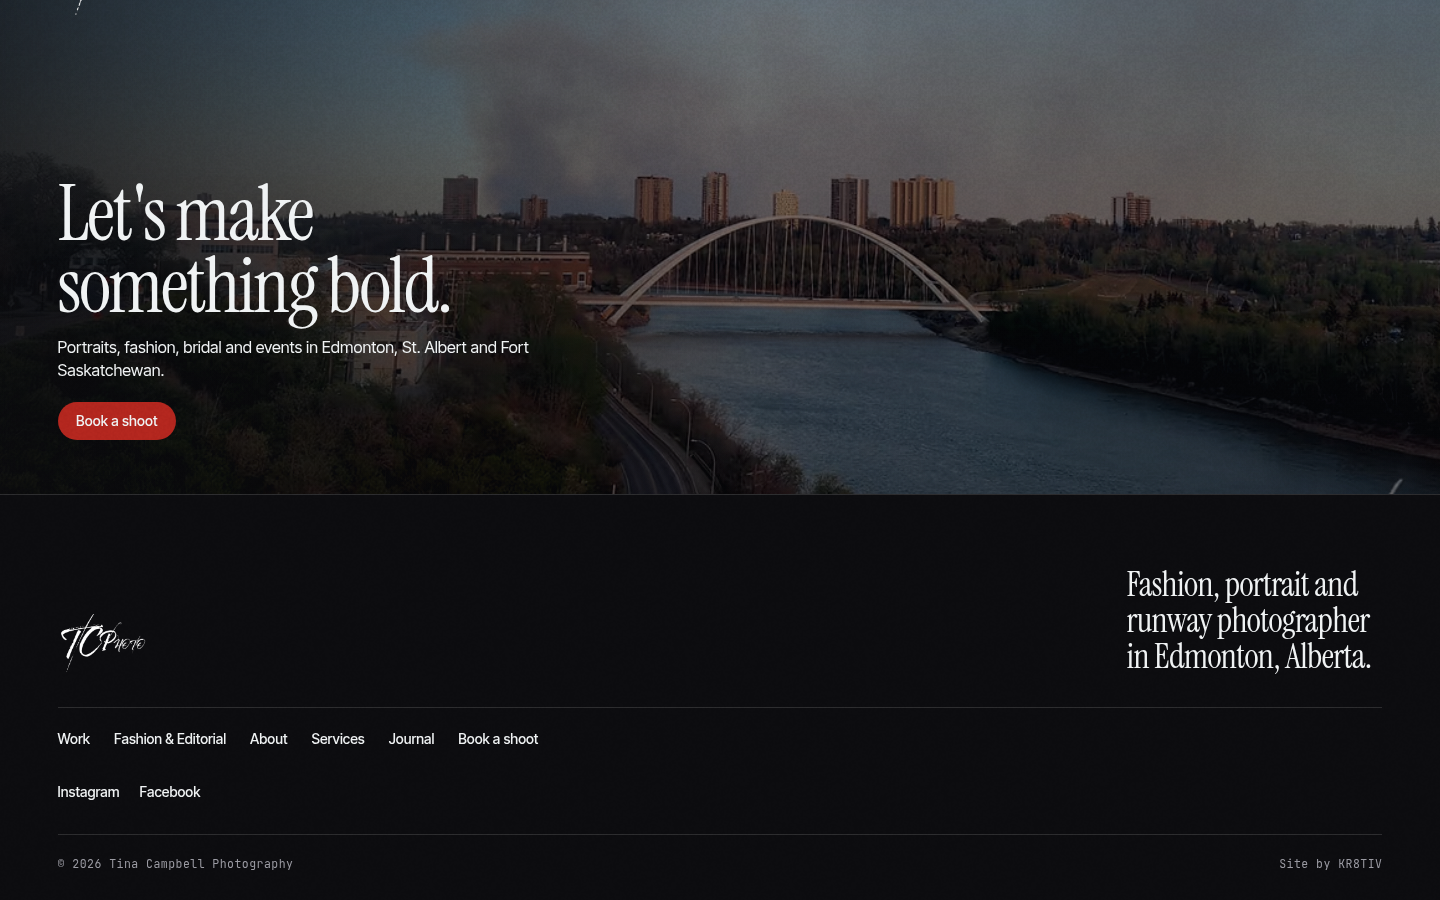 Let's make
something bold.
Portraits, fashion, bridal and events in Edmonton, St. Albert and Fort
Saskatchewan.
Book a shoot
Fashion, portrait and
runway photographer
in Edmonton, Alberta.
TCPHOTO
Work Fashion & Editorial About Services Journal Book a shoot
Instagram Facebook
© 2026 Tina Campbell Photography Site by KR8TIV